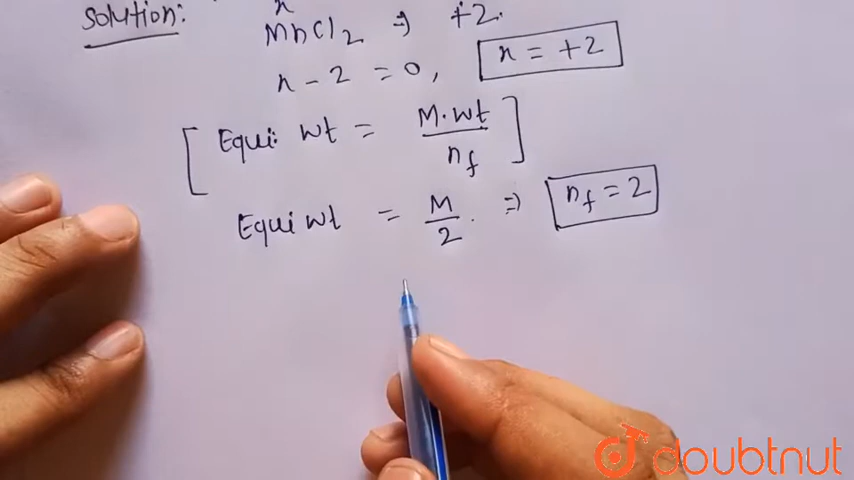 Solution:
x
MnCl2 ⇒ +2.
x - 2 = 0, x = +2
[Equi: wt = M.wt / nf]
Equi wt = M / 2. ⇒ nf = 2
doubtnut